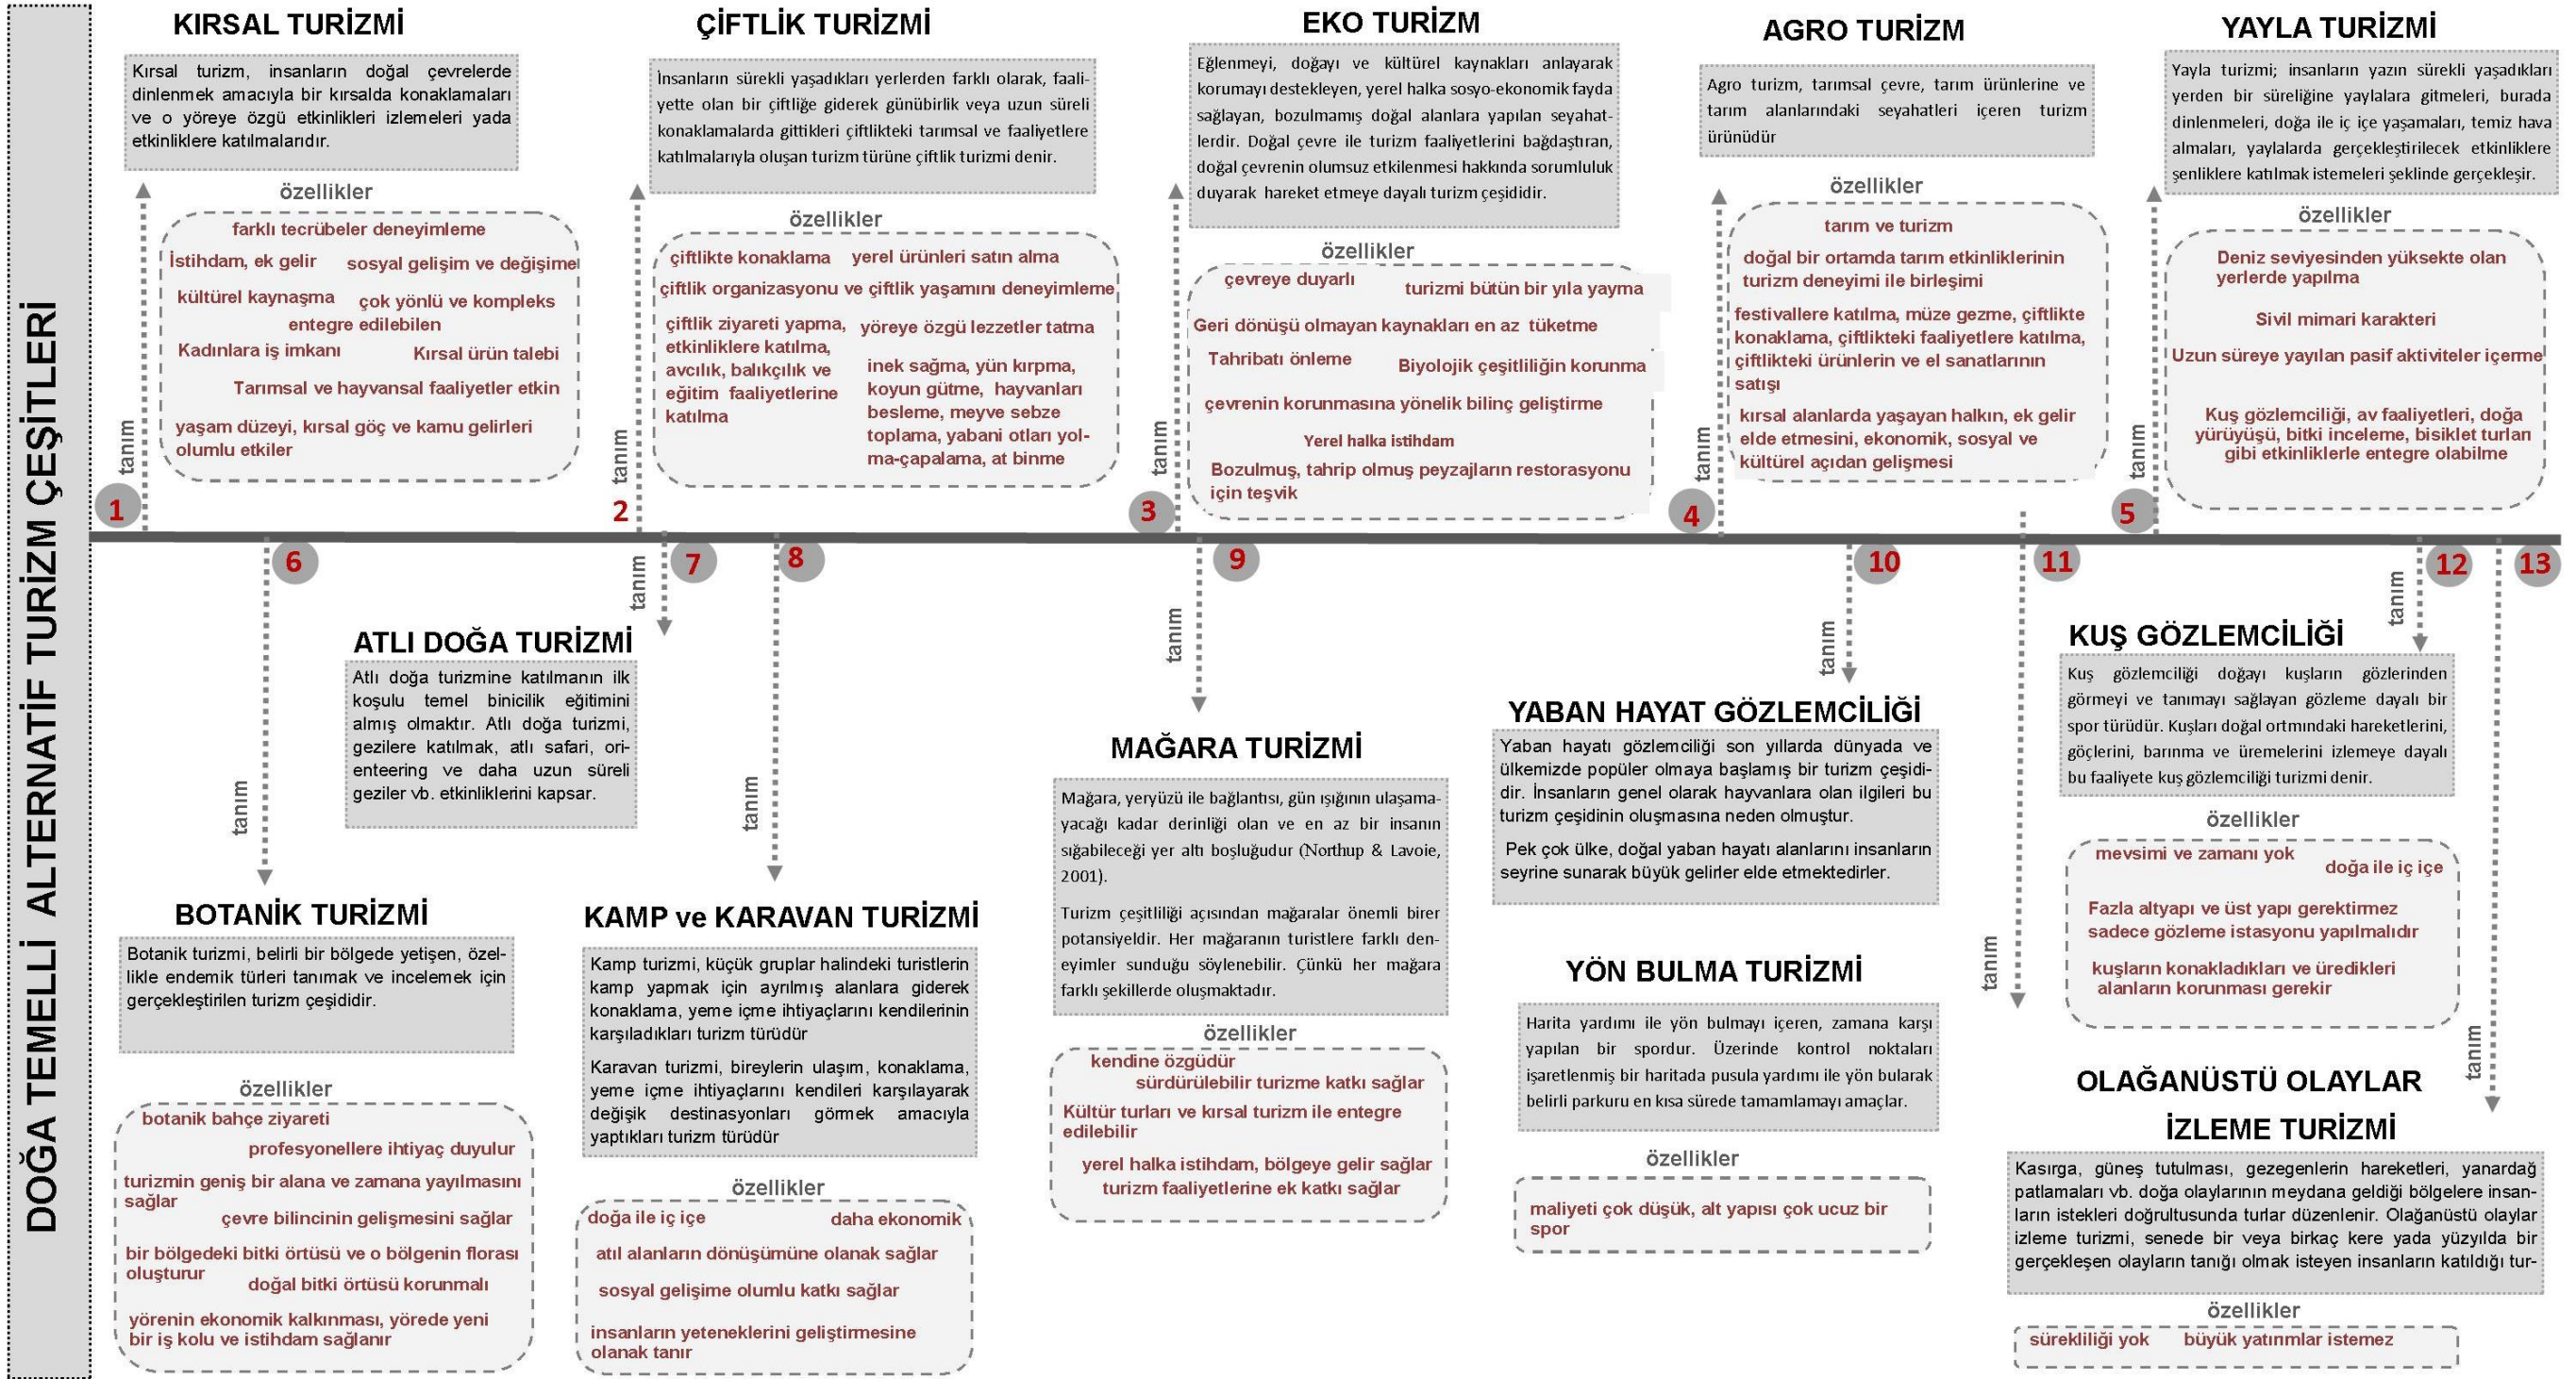 DOĞA TEMELLİ ALTERNATİF TURİZM ÇEŞİTLERİ
KIRSAL TURİZMİ
Kırsal turizm, insanların doğal çevrelerde
dinlenmek amacıyla bir kırsalda konaklamaları
ve o yöreye özgü etkinlikleri izlemeleri yada
etkinliklere katılmalarıdır.
özellikler
farklı tecrübeler deneyimleme
İstihdam, ek gelir
sosyal gelişim ve değişime
kültürel kaynaşma
çok yönlü ve kompleks
entegre edilebilen
Kadınlara iş imkanı
Kırsal ürün talebi
Tarımsal ve hayvansal faaliyetler etkin
yaşam düzeyi, kırsal göç ve kamu gelirleri
olumlu etkiler
tanım
1
ÇİFTLİK TURİZMİ
İnsanların sürekli yaşadıkları yerlerden farklı olarak, faali-
yette olan bir çiftliğe giderek günübirlik veya uzun süreli
konaklamalarda gittikleri çiftlikteki tarımsal ve faaliyetlere
katılmalarıyla oluşan turizm türüne çiftlik turizmi denir.
özellikler
çiftlikte konaklama
yerel ürünleri satın alma
çiftlik organizasyonu ve çiftlik yaşamını deneyimleme
çiftlik ziyareti yapma,
etkinliklere katılma,
avcılık, balıkçılık ve
eğitim faaliyetlerine
katılma
yöreye özgü lezzetler tatma
inek sağma, yün kırpma,
koyun gütme, hayvanları
besleme, meyve sebze
toplama, yabani otları yol-
ma-çapalama, at binme
tanım
2
EKO TURİZM
Eğlenmeyi, doğayı ve kültürel kaynakları anlayarak
korumayı destekleyen, yerel halka sosyo-ekonomik fayda
sağlayan, bozulmamış doğal alanlara yapılan seyahat-
lerdir. Doğal çevre ile turizm faaliyetlerini bağdaştıran,
doğal çevrenin olumsuz etkilenmesi hakkında sorumluluk
duyarak hareket etmeye dayalı turizm çeşididir.
özellikler
çevreye duyarlı
turizmi bütün bir yıla yayma
Geri dönüşü olmayan kaynakları en az tüketme
Tahribatı önleme
Biyolojik çeşitliliğin korunma
çevrenin korunmasına yönelik bilinç geliştirme
Yerel halka istihdam
Bozulmuş, tahrip olmuş peyzajların restorasyonu
için teşvik
tanım
3
AGRO TURİZM
Agro turizm, tarımsal çevre, tarım ürünlerine ve
tarım alanlarındaki seyahatleri içeren turizm
ürünüdür
özellikler
tarım ve turizm
doğal bir ortamda tarım etkinliklerinin
turizm deneyimi ile birleşimi
festivallere katılma, müze gezme, çiftlikte
konaklama, çiftlikteki faaliyetlere katılma,
çiftlikteki ürünlerin ve el sanatlarının
satışı
kırsal alanlarda yaşayan halkın, ek gelir
elde etmesini, ekonomik, sosyal ve
kültürel açıdan gelişmesi
tanım
4
YAYLA TURİZMİ
Yayla turizmi; insanların yazın sürekli yaşadıkları
yerden bir süreliğine yaylalara gitmeleri, burada
dinlenmeleri, doğa ile iç içe yaşamaları, temiz hava
almaları, yaylalarda gerçekleştirilecek etkinliklere
şenliklere katılmak istemeleri şeklinde gerçekleşir.
özellikler
Deniz seviyesinden yüksekte olan
yerlerde yapılma
Sivil mimari karakteri
Uzun süreye yayılan pasif aktiviteler içerme
Kuş gözlemciliği, av faaliyetleri, doğa
yürüyüşü, bitki inceleme, bisiklet turları
gibi etkinliklerle entegre olabilme
tanım
5
6
tanım
BOTANİK TURİZMİ
Botanik turizmi, belirli bir bölgede yetişen, özel-
likle endemik türleri tanımak ve incelemek için
gerçekleştirilen turizm çeşididir.
özellikler
botanik bahçe ziyareti
profesyonellere ihtiyaç duyulur
turizmin geniş bir alana ve zamana yayılmasını
sağlar
çevre bilincinin gelişmesini sağlar
bir bölgedeki bitki örtüsü ve o bölgenin florası
oluşturur
doğal bitki örtüsü korunmalı
yörenin ekonomik kalkınması, yörede yeni
bir iş kolu ve istihdam sağlanır
7
tanım
ATLI DOĞA TURİZMİ
Atlı doğa turizmine katılmanın ilk
koşulu temel binicilik eğitimini
almış olmaktır. Atlı doğa turizmi,
gezilere katılmak, atlı safari, ori-
enteering ve daha uzun süreli
geziler vb. etkinliklerini kapsar.
8
tanım
KAMP ve KARAVAN TURİZMİ
Kamp turizmi, küçük gruplar halindeki turistlerin
kamp yapmak için ayrılmış alanlara giderek
konaklama, yeme içme ihtiyaçlarını kendilerinin
karşıladıkları turizm türüdür
Karavan turizmi, bireylerin ulaşım, konaklama,
yeme içme ihtiyaçlarını kendileri karşılayarak
değişik destinasyonları görmek amacıyla
yaptıkları turizm türüdür
özellikler
doğa ile iç içe
daha ekonomik
atıl alanların dönüşümüne olanak sağlar
sosyal gelişime olumlu katkı sağlar
insanların yeteneklerini geliştirmesine
olanak tanır
9
tanım
MAĞARA TURİZMİ
Mağara, yeryüzü ile bağlantısı, gün ışığının ulaşama-
yacağı kadar derinliği olan ve en az bir insanın
sığabileceği yer altı boşluğudur (Northup & Lavoie,
2001).
Turizm çeşitliliği açısından mağaralar önemli birer
potansiyeldir. Her mağaranın turistlere farklı den-
eyimler sunduğu söylenebilir. Çünkü her mağara
farklı şekillerde oluşmaktadır.
özellikler
kendine özgüdür
sürdürülebilir turizme katkı sağlar
Kültür turları ve kırsal turizm ile entegre
edilebilir
yerel halka istihdam, bölgeye gelir sağlar
turizm faaliyetlerine ek katkı sağlar
10
tanım
YABAN HAYAT GÖZLEMCİLİĞİ
Yaban hayatı gözlemciliği son yıllarda dünyada ve
ülkemizde popüler olmaya başlamış bir turizm çeşidi-
dir. İnsanların genel olarak hayvanlara olan ilgileri bu
turizm çeşidinin oluşmasına neden olmuştur.
Pek çok ülke, doğal yaban hayatı alanlarını insanların
seyrine sunarak büyük gelirler elde etmektedirler.
11
tanım
YÖN BULMA TURİZMİ
Harita yardımı ile yön bulmayı içeren, zamana karşı
yapılan bir spordur. Üzerinde kontrol noktaları
işaretlenmiş bir haritada pusula yardımı ile yön bularak
belirli parkuru en kısa sürede tamamlamayı amaçlar.
özellikler
maliyeti çok düşük, alt yapısı çok ucuz bir
spor
12
tanım
KUŞ GÖZLEMCİLİĞİ
Kuş gözlemciliği doğayı kuşların gözlerinden
görmeyi ve tanımayı sağlayan gözleme dayalı bir
spor türüdür. Kuşları doğal ortmındaki hareketlerini,
göçlerini, barınma ve üremelerini izlemeye dayalı
bu faaliyete kuş gözlemciliği turizmi denir.
özellikler
mevsimi ve zamanı yok
doğa ile iç içe
Fazla altyapı ve üst yapı gerektirmez
sadece gözleme istasyonu yapılmalıdır
kuşların konakladıkları ve üredikleri
alanların korunması gerekir
13
tanım
OLAĞANÜSTÜ OLAYLAR
İZLEME TURİZMİ
Kasırga, güneş tutulması, gezegenlerin hareketleri, yanardağ
patlamaları vb. doğa olaylarının meydana geldiği bölgelere insan-
ların istekleri doğrultusunda turlar düzenlenir. Olağanüstü olaylar
izleme turizmi, senede bir veya birkaç kere yada yüzyılda bir
gerçekleşen olayların tanığı olmak isteyen insanların katıldığı tur-
özellikler
sürekliliği yok
büyük yatırımlar istemez